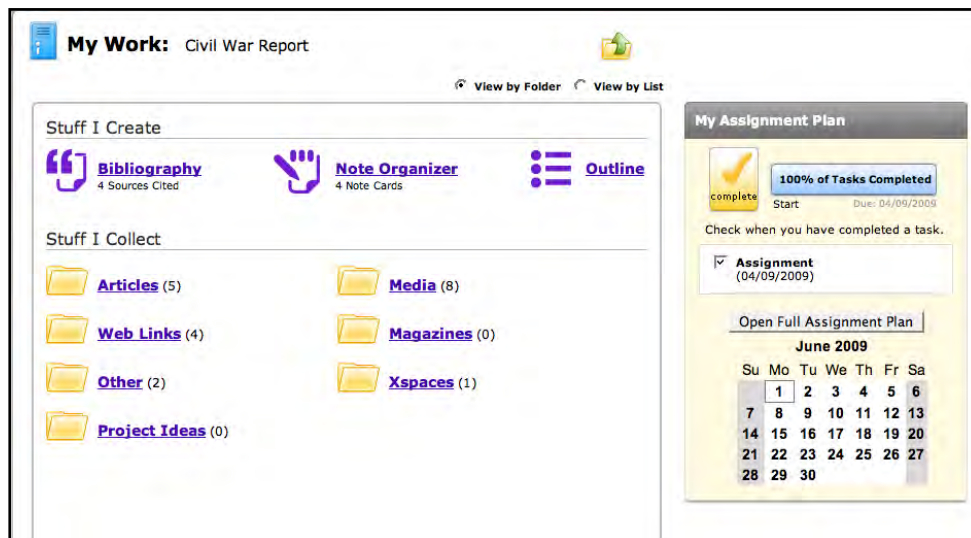 My Work: Civil War Report
View by Folder View by List
Stuff I Create
Bibliography
4 Sources Cited
Note Organizer
4 Note Cards
Outline
Stuff I Collect
Articles (5)
Media (8)
Web Links (4)
Magazines (0)
Other (2)
Xspaces (1)
Project Ideas (0)
My Assignment Plan
complete
100% of Tasks Completed
Start Due: 04/09/2009
Check when you have completed a task.
Assignment
(04/09/2009)
Open Full Assignment Plan
June 2009
Su Mo Tu We Th Fr Sa
1 2 3 4 5 6
7 8 9 10 11 12 13
14 15 16 17 18 19 20
21 22 23 24 25 26 27
28 29 30